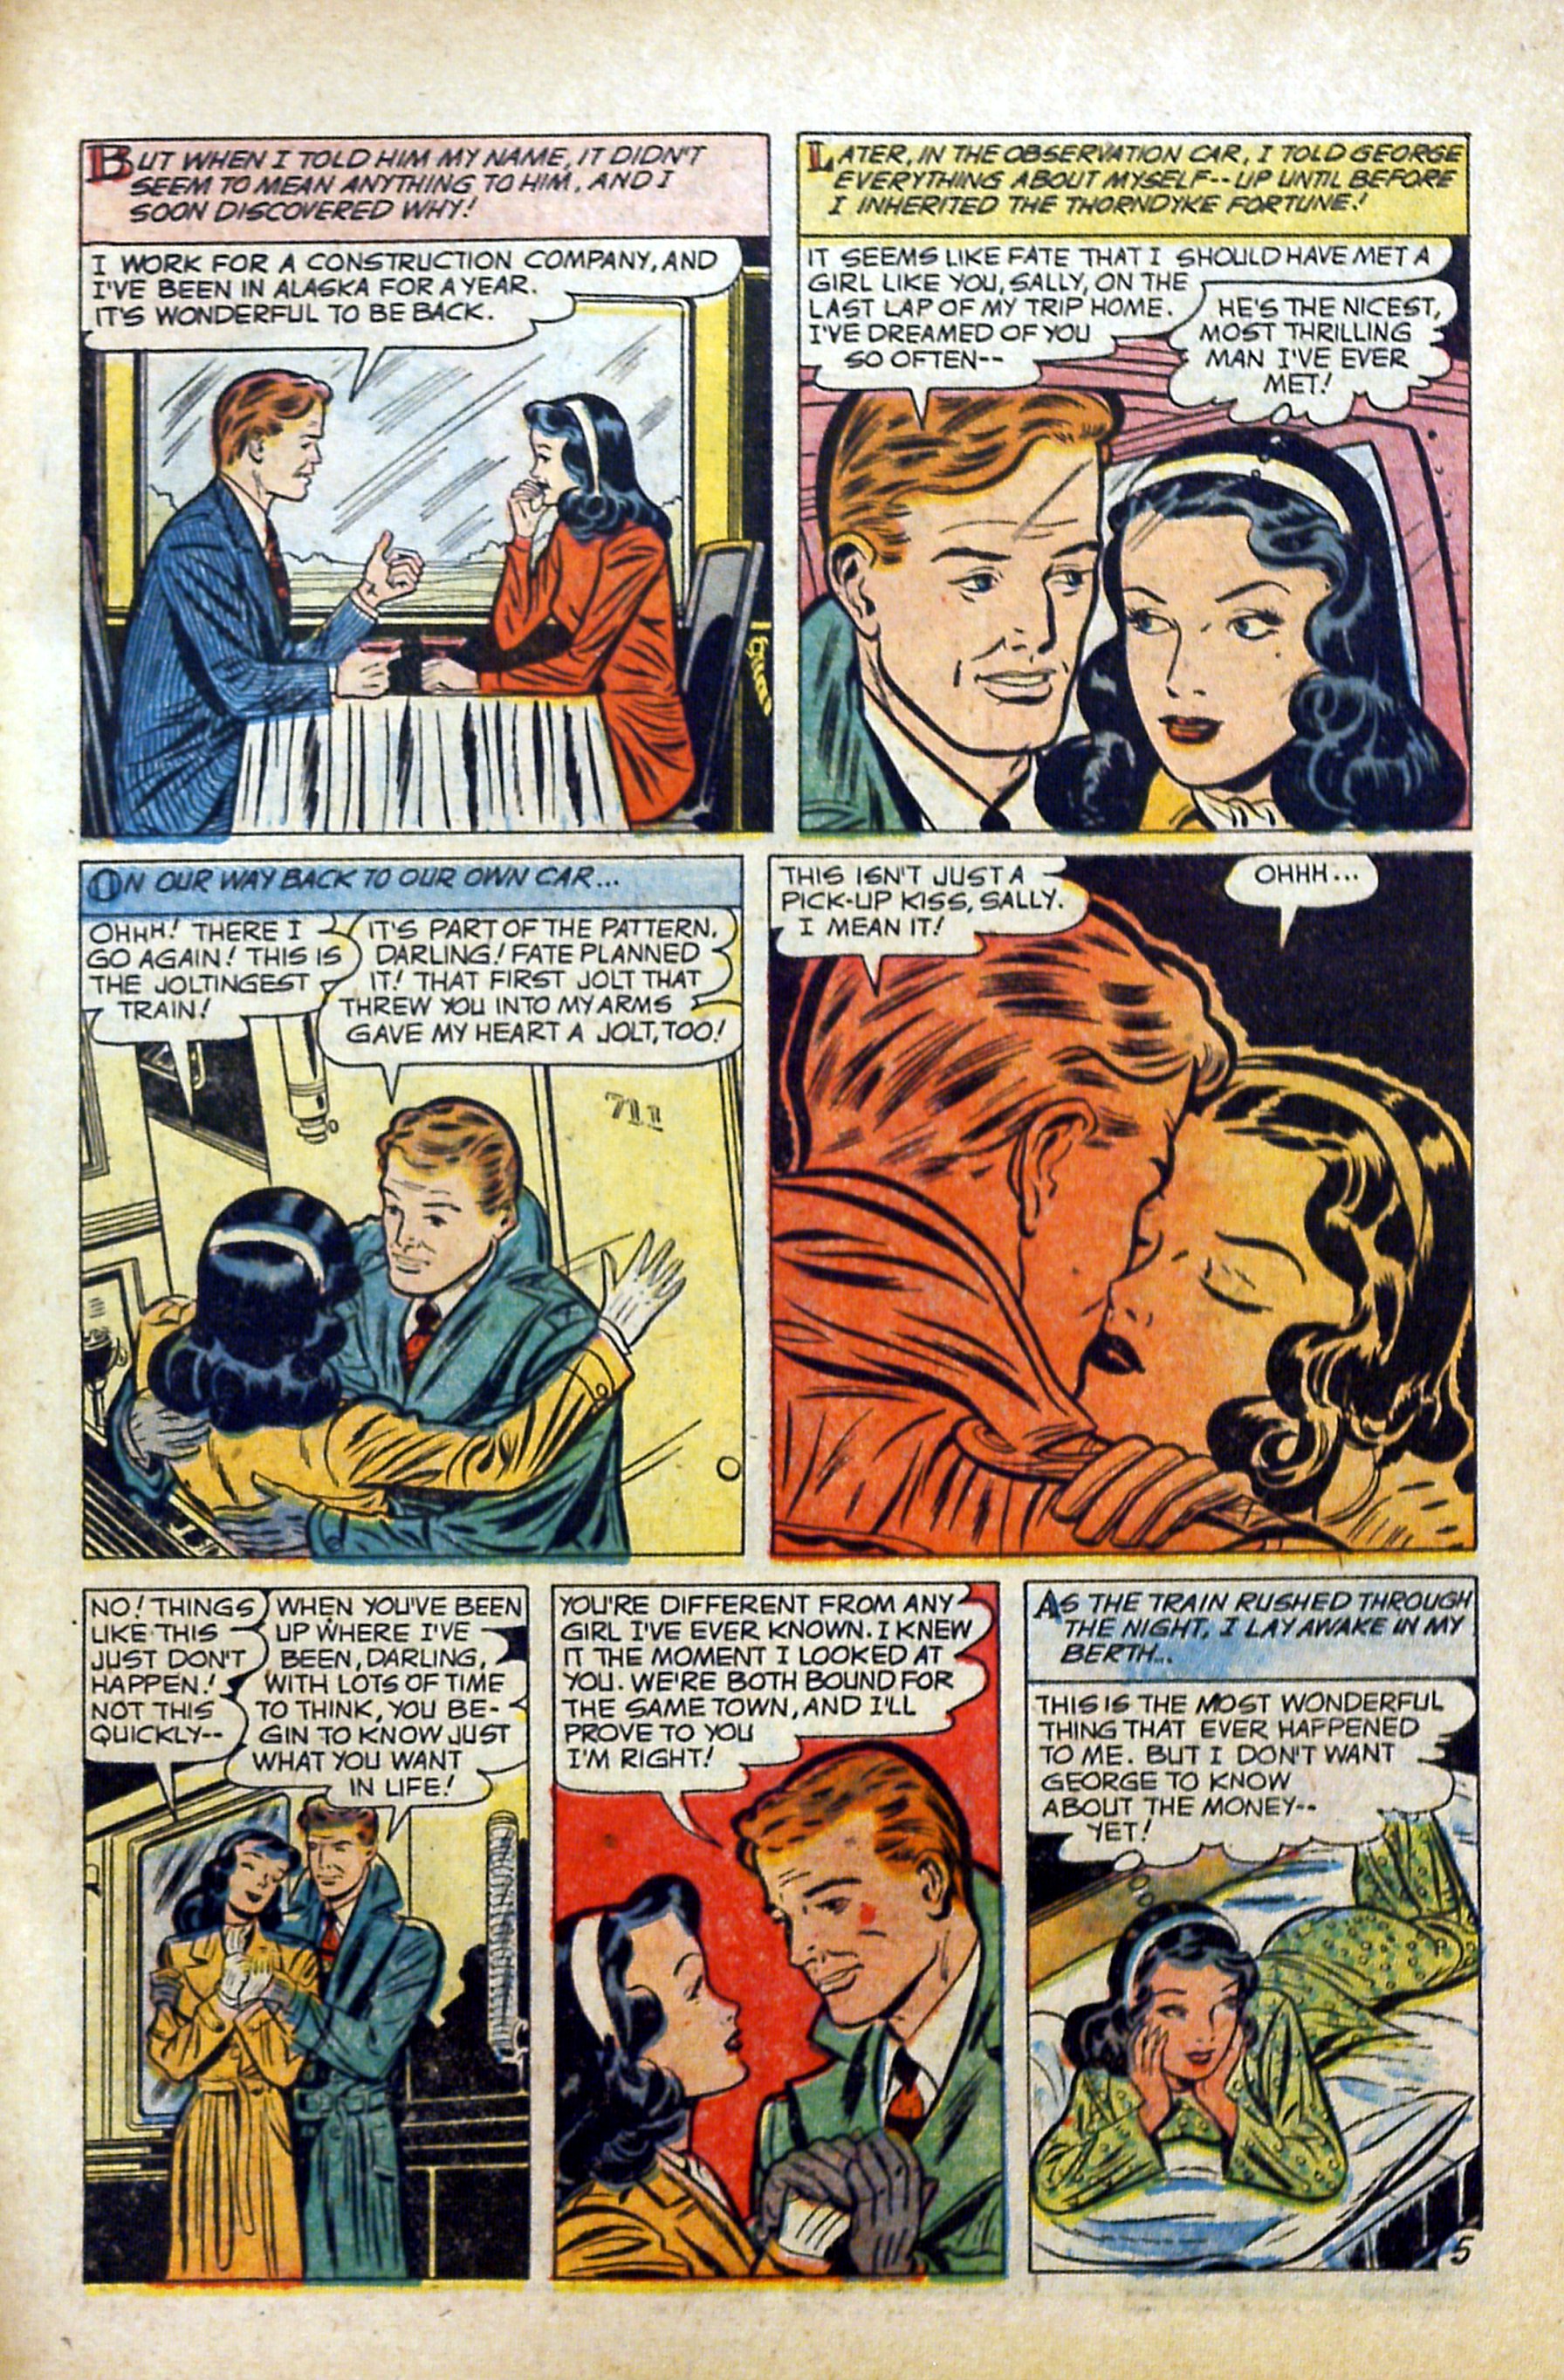 BUT WHEN I TOLD HIM MY NAME, IT DIDN'T
SEEM TO MEAN ANYTHING TO HIM, AND I
SOON DISCOVERED WHY!
I WORK FOR A CONSTRUCTION COMPANY, AND
I'VE BEEN IN ALASKA FOR A YEAR.
IT'S WONDERFUL TO BE BACK.
LATER, IN THE OBSERVATION CAR, I TOLD GEORGE
EVERYTHING ABOUT MYSELF--UP UNTIL BEFORE
I INHERITED THE THORNDYKE FORTUNE!
IT SEEMS LIKE FATE THAT I SHOULD HAVE MET A
GIRL LIKE YOU, SALLY, ON THE
LAST LAP OF MY TRIP HOME.
I'VE DREAMED OF YOU
SO OFTEN--
HE'S THE NICEST,
MOST THRILLING
MAN I'VE EVER
MET!
ON OUR WAY BACK TO OUR OWN CAR...
OHHH! THERE I
GO AGAIN! THIS IS
THE JOLTINGEST
TRAIN!
IT'S PART OF THE PATTERN,
DARLING! FATE PLANNED
IT! THAT FIRST JOLT THAT
THREW YOU INTO MY ARMS
GAVE MY HEART A JOLT, TOO!
711
THIS ISN'T JUST A
PICK-UP KISS, SALLY.
I MEAN IT!
OHHH...
NO! THINGS
LIKE THIS
JUST DON'T
HAPPEN!
NOT THIS
QUICKLY--
WHEN YOU'VE BEEN
UP WHERE I'VE
BEEN, DARLING,
WITH LOTS OF TIME
TO THINK, YOU BE-
GIN TO KNOW JUST
WHAT YOU WANT
IN LIFE!
YOU'RE DIFFERENT FROM ANY
GIRL I'VE EVER KNOWN. I KNEW
IT THE MOMENT I LOOKED AT
YOU. WE'RE BOTH BOUND FOR
THE SAME TOWN, AND I'LL
PROVE TO YOU
I'M RIGHT!
AS THE TRAIN RUSHED THROUGH
THE NIGHT, I LAY AWAKE IN MY
BERTH...
THIS IS THE MOST WONDERFUL
THING THAT EVER HAPPENED
TO ME. BUT I DON'T WANT
GEORGE TO KNOW
ABOUT THE MONEY--
YET!
5